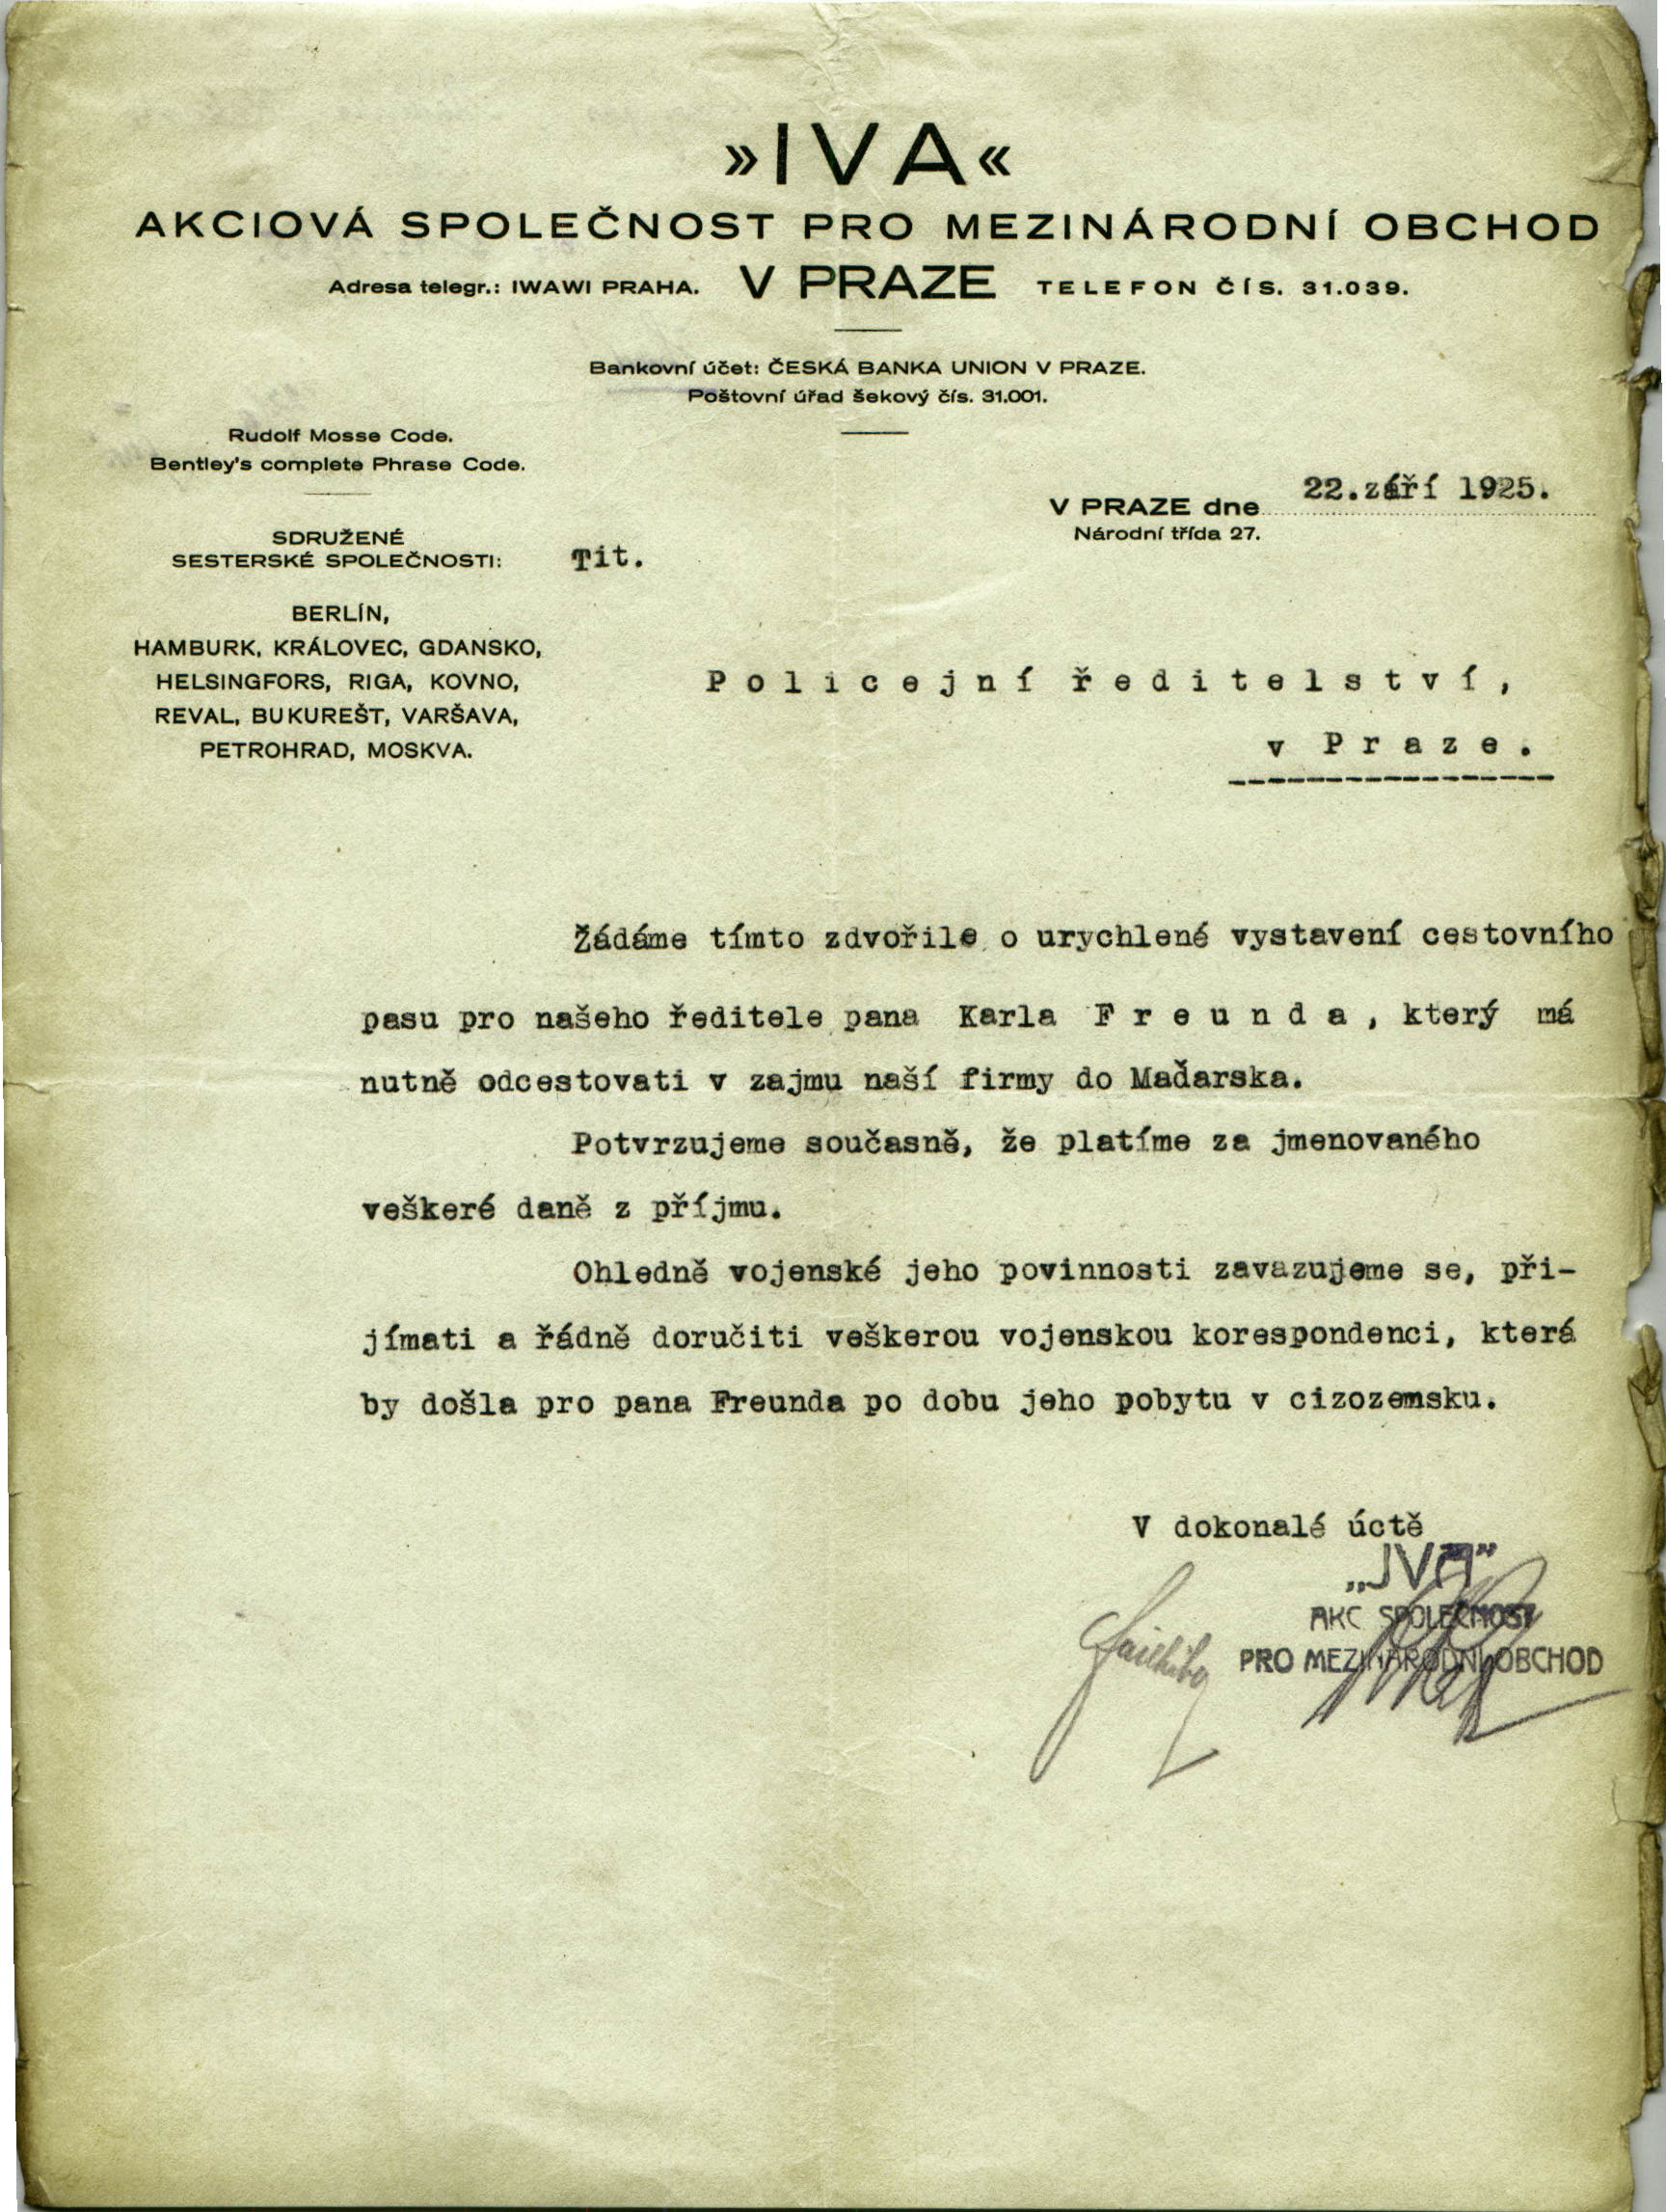 »IVA«
AKCIOVÁ SPOLEČNOST PRO MEZINÁRODNÍ OBCHOD
Adresa telegr.: IWAWI PRAHA. V PRAZE TELEFON ČÍS. 31.039.
Bankovní účet: ČESKÁ BANKA UNION V PRAZE.
Poštovní úřad šekový čís. 31.001.
Rudolf Mosse Code.
Bentley's complete Phrase Code.
V PRAZE dne 22.září 1925.
Národní třída 27.
SDRUŽENÉ
SESTERSKÉ SPOLEČNOSTI:
BERLÍN,
HAMBURK, KRÁLOVEC, GDANSKO,
HELSINGFORS, RIGA, KOVNO,
REVAL, BUKUREŠT, VARŠAVA,
PETROHRAD, MOSKVA.
Tit.
Policejní ředitelství,
v Praze.
Žádáme tímto zdvořile o urychlené vystavení cestovního
pasu pro našeho ředitele pana Karla Freunda, který má
nutně odcestovati v zajmu naší firmy do Maďarska.
Potvrzujeme současně, že platíme za jmenovaného
veškeré daně z příjmu.
Ohledně vojenské jeho povinnosti zavazujeme se, při-
jímati a řádně doručiti veškerou vojenskou korespondenci, která
by došla pro pana Freunda po dobu jeho pobytu v cizozemsku.
V dokonalé úctě
„JVA"
AKC SPOLEČNOST
PRO MEZINÁRODNÍ OBCHOD